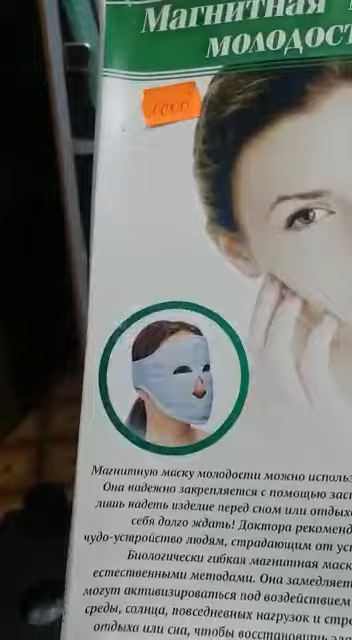 Магнитная
молодост
1000
Магнитную маску молодости можно исполь
Она надежно закрепляется с помощью заст
лишь надеть изделие перед сном или отдых
себя долго ждать! Доктора рекоменд
чудо-устройство людям, страдающим от ус
Биологически гибкая магнитная маск
естественными методами. Она замедляет
могут активизироваться под воздействием
среды, солнца, повседневных нагрузок и стре
отдыха или сна, чтобы восстановить эле